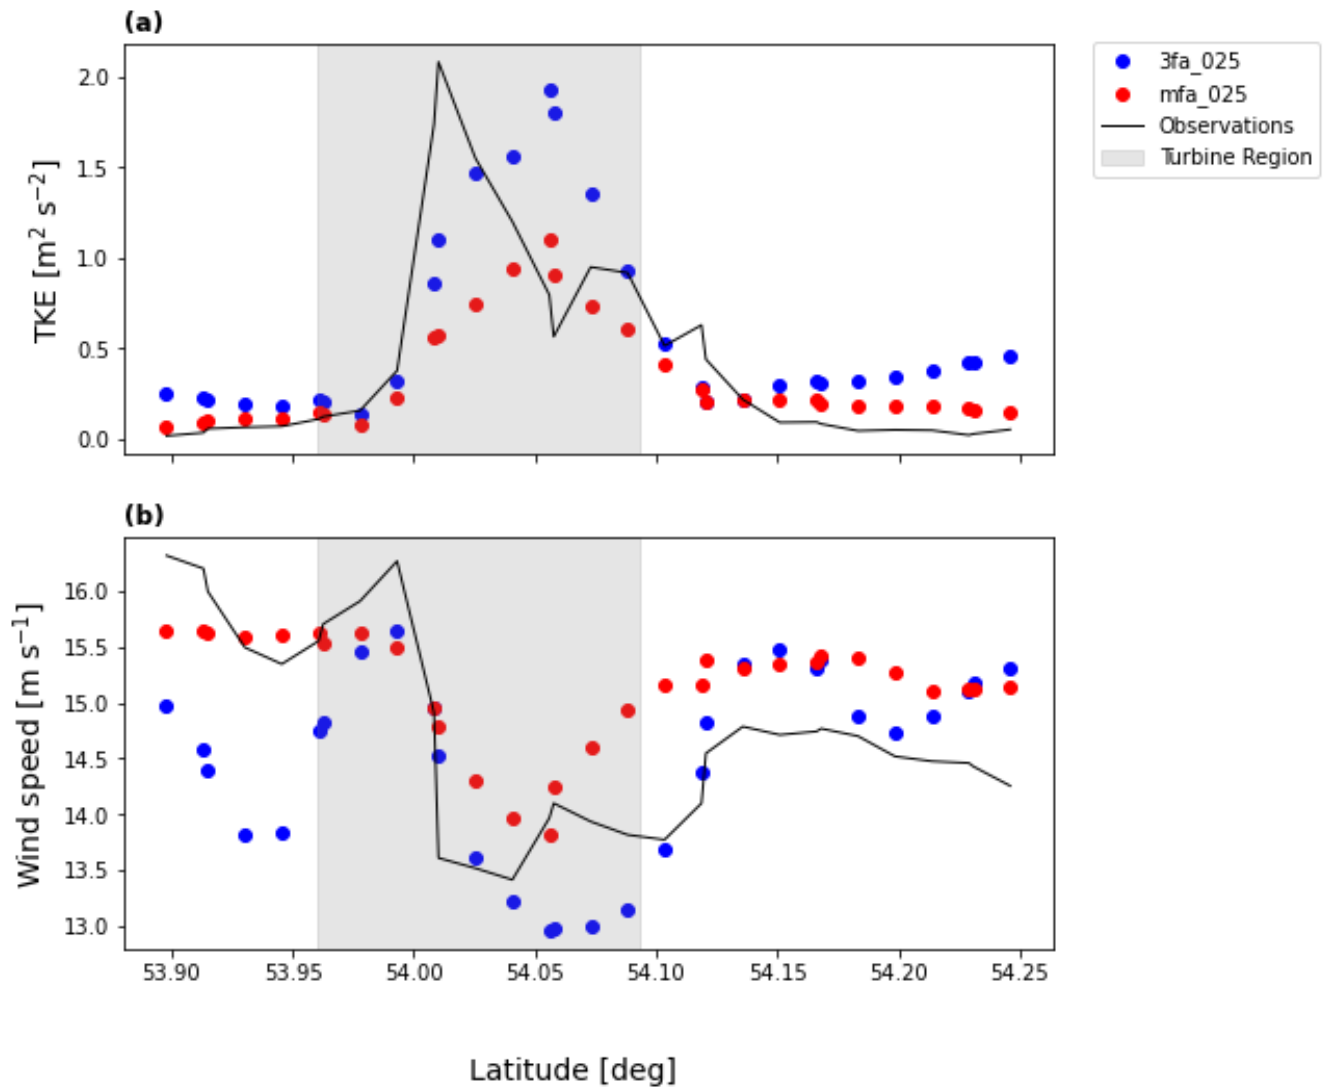 (a)
2.0
1.5
1.0
0.5
0.0
TKE [m² s⁻²]
3fa_025
mfa_025
Observations
Turbine Region
(b)
16.0
15.5
15.0
14.5
14.0
13.5
13.0
Wind speed [m s⁻¹]
53.90 53.95 54.00 54.05 54.10 54.15 54.20 54.25
Latitude [deg]